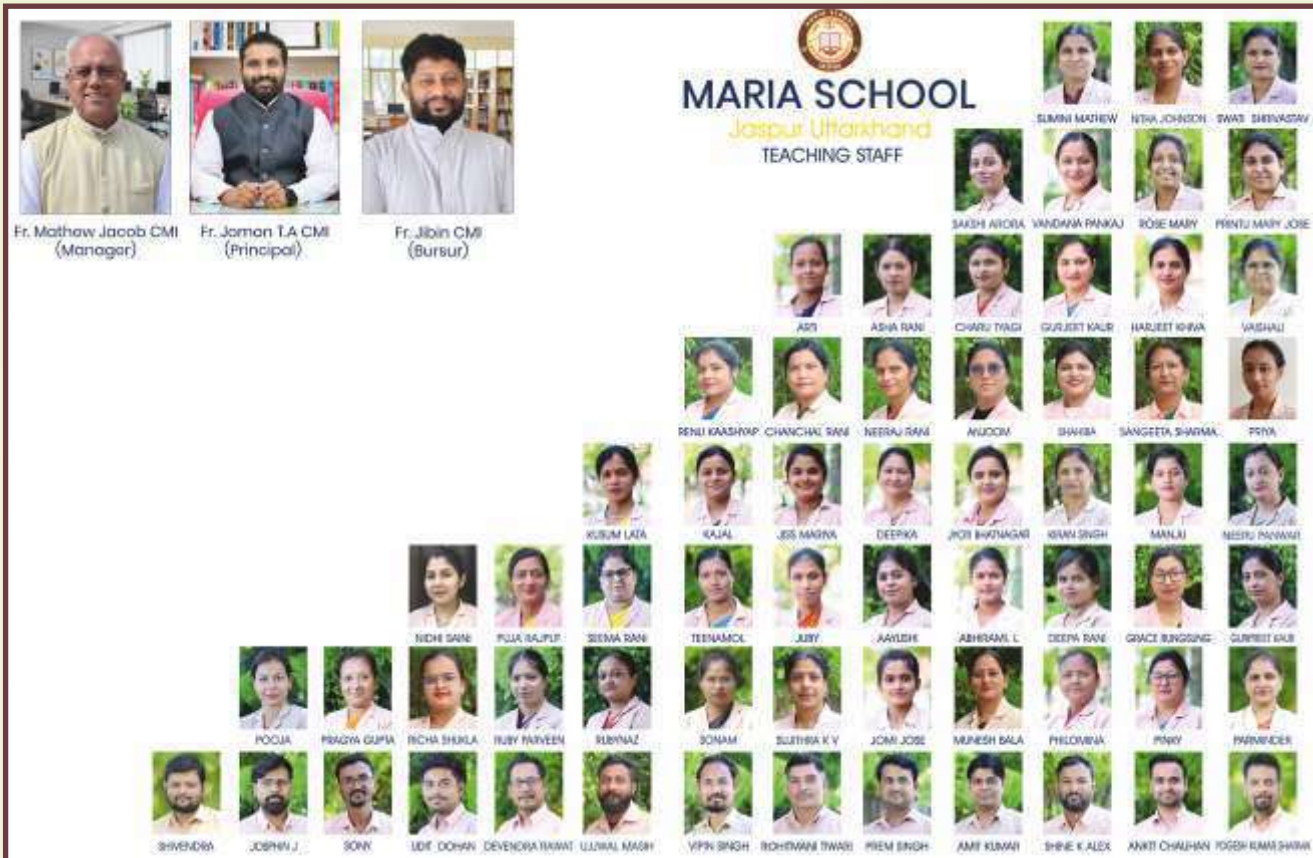 MARIA SCHOOL
Jaspur Uttarkhand
TEACHING STAFF
Fr. Mathew Jacob CMI
(Manager)
Fr. Jomon T.A CMI
(Principal)
Fr. Jibin CMI
(Bursur)
SUMINI MATHEW NITHA JOHNSON SWATI SHRIVASTAV
SAKSHI ARORA VANDANA PANKAJ ROSE MARY PRINTU MARY JOSE
ARTI ASHA RANI CHARU TYAGI GURJEET KAUR HARJEET KHIVA VAISHALI
RENU KAASHYAP CHANCHAL RANI NEERAJ RANI ANJOOM SHAHIBA SANGEETA SHARMA PRIYA
KUSUM LATA KAJAL JISS MARIYA DEEPIKA JYOTI BHATNAGAR KIRAN SINGH MANJU NEERU PANWAR
NIDHI SAINI PUJA RAJPUT SEEMA RANI TEENAMOL JUBY AAYUSHI ABHIRAMI. L DEEPA RANI GRACE GURPREET KAUR
POOJA PRAGYA GUPTA RICHA SHUKLA RUBY PARVEEN RUBYNAZ SONAM SUJITHRA K V JOMI JOSE MUNESH BALA PHILOMINA PINKY PARMINDER
SHIVENDRA JOSPHIN J SONY UDIT DOHAN DEVENDRA RAWAT UJJWAL MASIH VIPIN SINGH ROHITMANI TIWARI PREM SINGH AMIT KUMAR SHINE K ALEX ANKIT CHAUHAN YOGESH KUMAR SHARMA